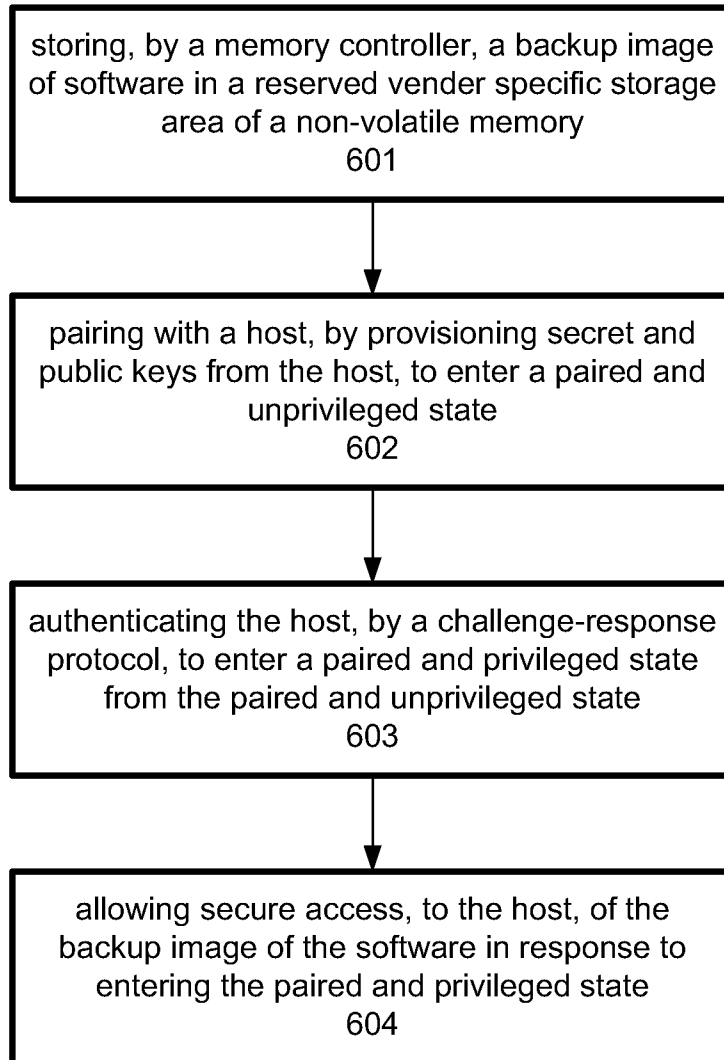 storing, by a memory controller, a backup image
of software in a reserved vender specific storage
area of a non-volatile memory
601
pairing with a host, by provisioning secret and
public keys from the host, to enter a paired and
unprivileged state
602
authenticating the host, by a challenge-response
protocol, to enter a paired and privileged state
from the paired and unprivileged state
603
allowing secure access, to the host, of the
backup image of the software in response to
entering the paired and privileged state
604